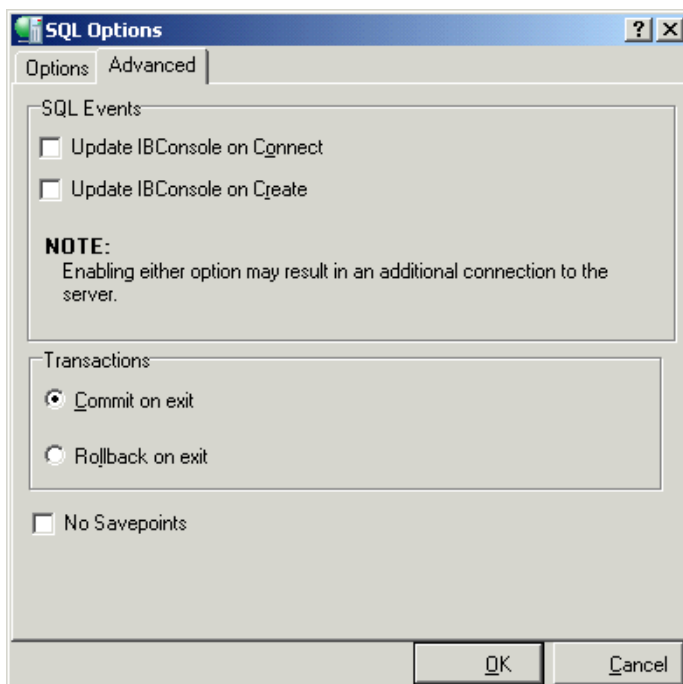 SQL Options
Options
Advanced
SQL Events
Update IBConsole on Connect
Update IBConsole on Create
NOTE:
Enabling either option may result in an additional connection to the
server.
Transactions
Commit on exit
Rollback on exit
No Savepoints
OK
Cancel